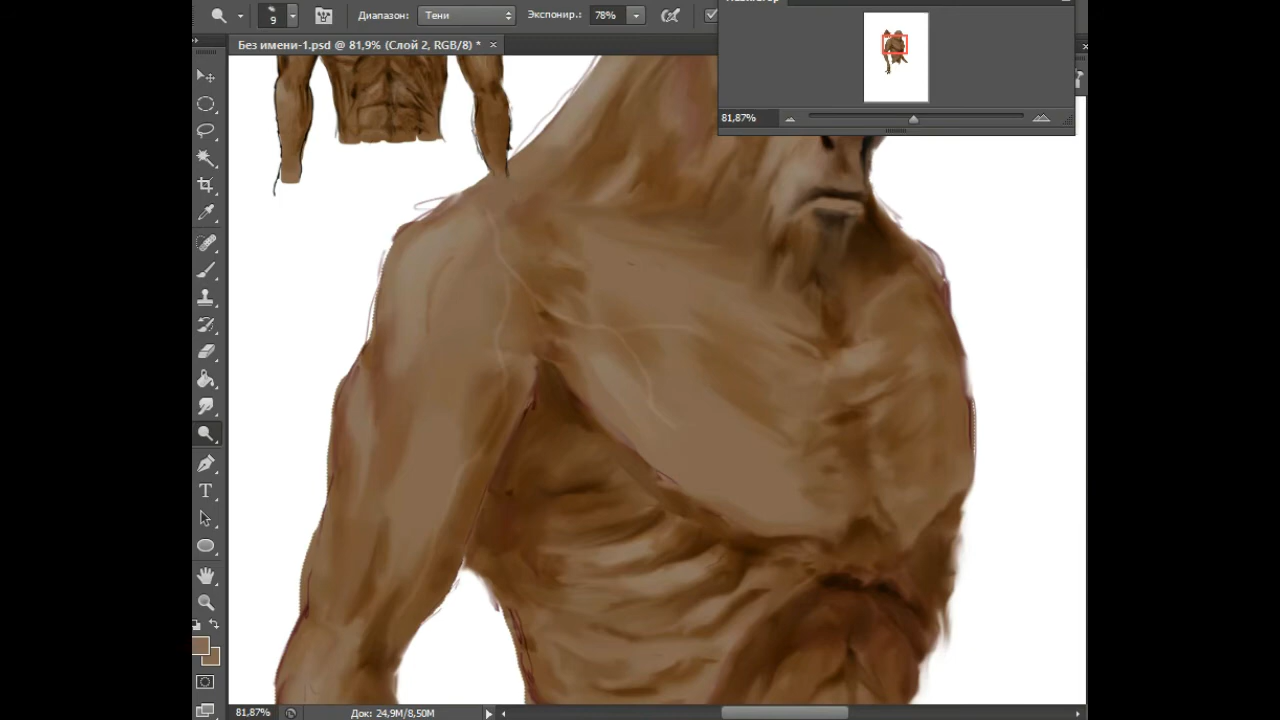 9
Диапазон:
Тени
Экспонир.:
78%
Без имени-1.psd @ 81,9% (Слой 2, RGB/8) *
81,87%
81,87%
Док: 24,9M/8,50M